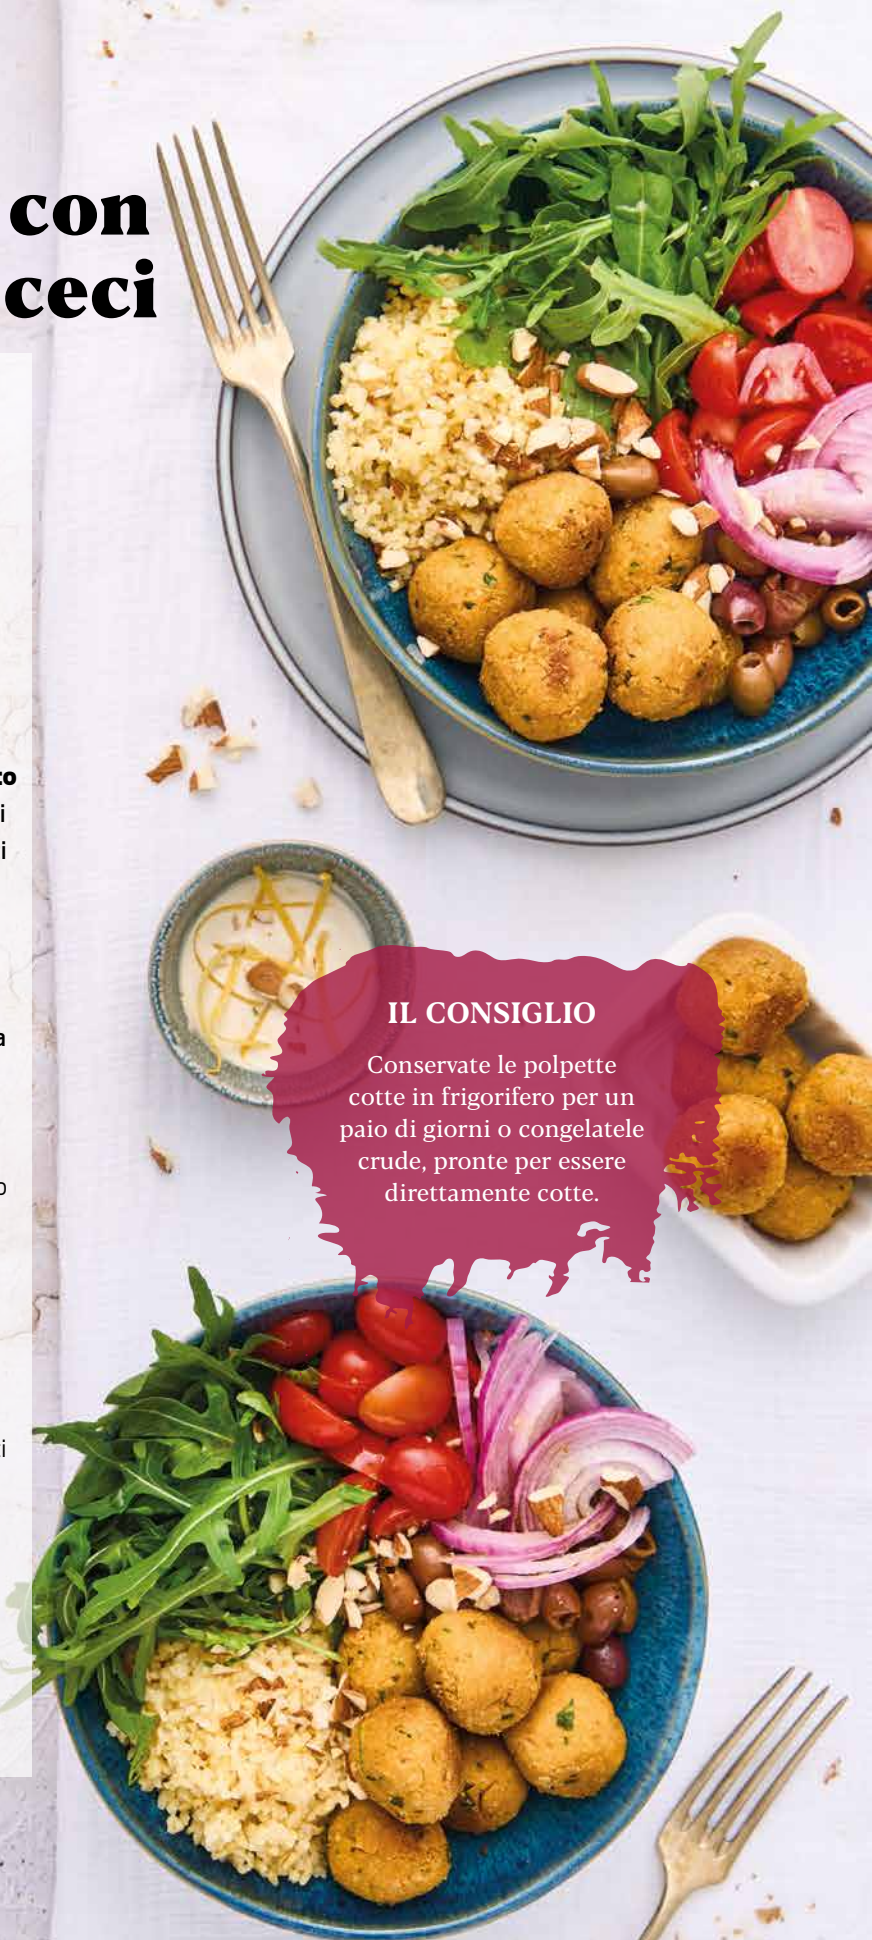 con
ceci
to
i
i
a
o
i
IL CONSIGLIO
Conservate le polpette
cotte in frigorifero per un
paio di giorni o congelatele
crude, pronte per essere
direttamente cotte.